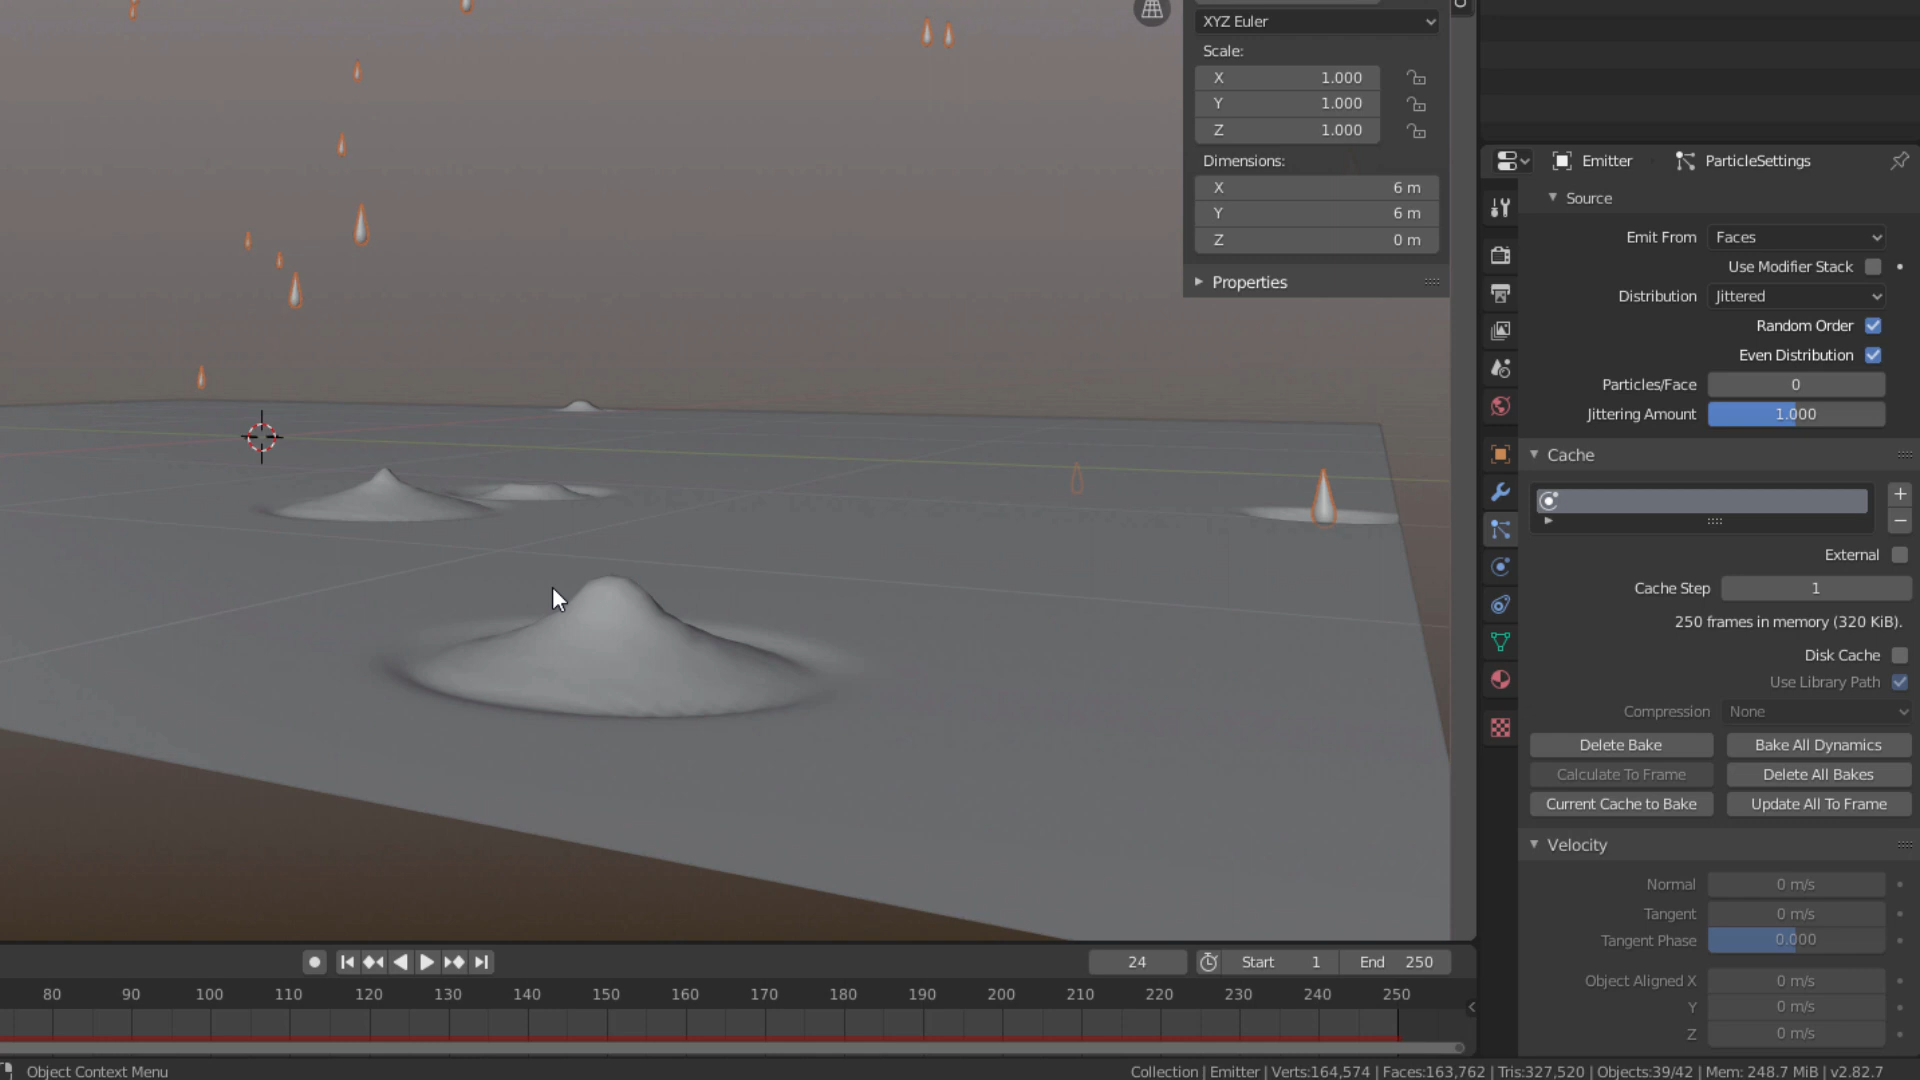 XYZ Euler
Scale:
X 1.000
Y 1.000
Z 1.000
Dimensions:
X 6 m
Y 6 m
Z 0 m
Properties
Emitter ParticleSettings
Source
Emit From Faces
Use Modifier Stack
Distribution Jittered
Random Order
Even Distribution
Particles/Face 0
Jittering Amount 1.000
Cache
External
Cache Step 1
250 frames in memory (320 KiB).
Disk Cache
Use Library Path
Compression None
Delete Bake Bake All Dynamics
Calculate To Frame Delete All Bakes
Current Cache to Bake Update All To Frame
Velocity
Normal 0 m/s
Tangent 0 m/s
Tangent Phase 0.000
Object Aligned X 0 m/s
Y 0 m/s
Z 0 m/s
24 Start 1 End 250
80 90 100 110 120 130 140 150 160 170 180 190 200 210 220 230 240 250
Object Context Menu
Collection | Emitter | Verts:164,574 | Faces:163,762 | Tris:327,520 | Objects:39/42 | Mem: 248.7 MiB | v2.82.7